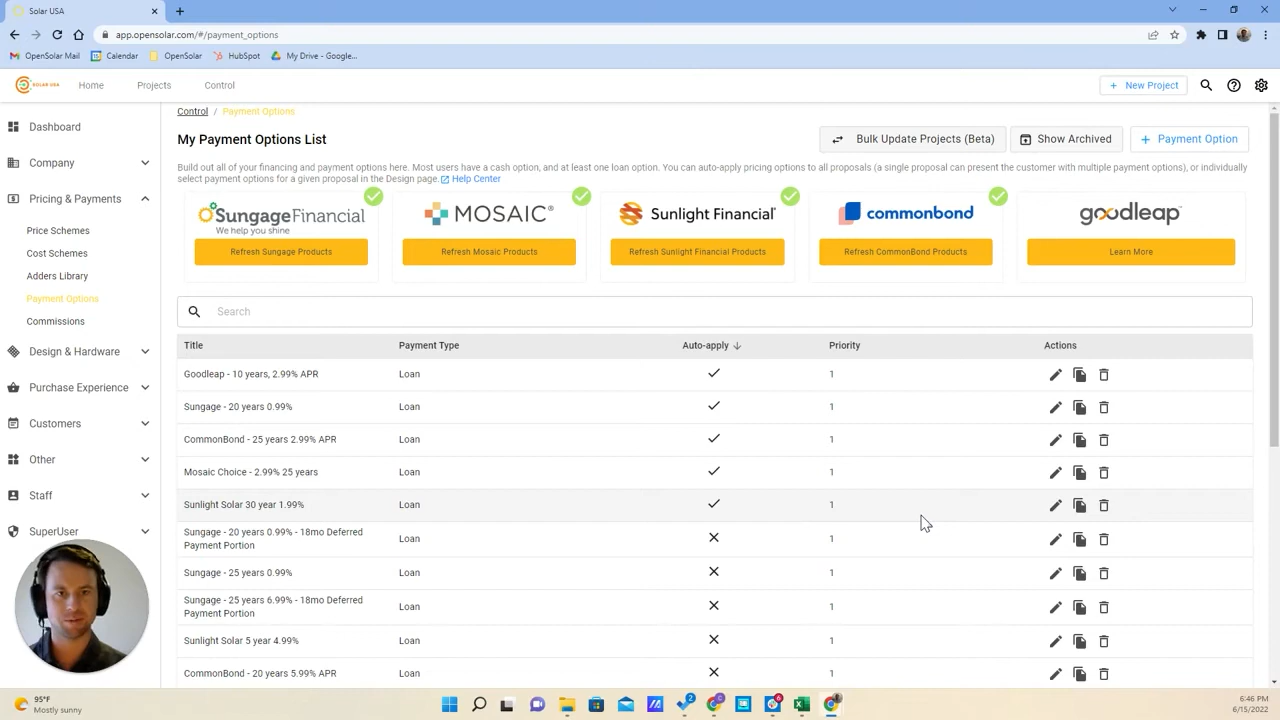 Solar USA
app.opensolar.com/#/payment_options
OpenSolar Mail
Calendar
OpenSolar
HubSpot
My Drive - Google...
SOLAR USA
Home
Projects
Control
+ New Project
Control / Payment Options
Dashboard
My Payment Options List
Bulk Update Projects (Beta)
Show Archived
+ Payment Option
Company
Build out all of your financing and payment options here. Most users have a cash option, and at least one loan option. You can auto-apply pricing options to all proposals (a single proposal can present the customer with multiple payment options), or individually
select payment options for a given proposal in the Design page. Help Center
Pricing & Payments
Sungage Financial
We help you shine
MOSAIC®
Sunlight Financial
commonbond
goodleap
Price Schemes
Refresh Sungage Products
Refresh Mosaic Products
Refresh Sunlight Financial Products
Refresh CommonBond Products
Learn More
Cost Schemes
Adders Library
Payment Options
Commissions
Search
Title
Payment Type
Auto-apply
Priority
Actions
Design & Hardware
Goodleap - 10 years, 2.99% APR
Loan
1
Purchase Experience
Sungage - 20 years 0.99%
Loan
1
Customers
CommonBond - 25 years 2.99% APR
Loan
1
Other
Mosaic Choice - 2.99% 25 years
Loan
1
Staff
Sunlight Solar 30 year 1.99%
Loan
1
SuperUser
Sungage - 20 years 0.99% - 18mo Deferred
Payment Portion
Loan
1
Sungage - 25 years 0.99%
Loan
1
Sungage - 25 years 6.99% - 18mo Deferred
Payment Portion
Loan
1
Sunlight Solar 5 year 4.99%
Loan
1
CommonBond - 20 years 5.99% APR
Loan
1
95°F
Mostly sunny
2
6
6:46 PM
6/15/2022